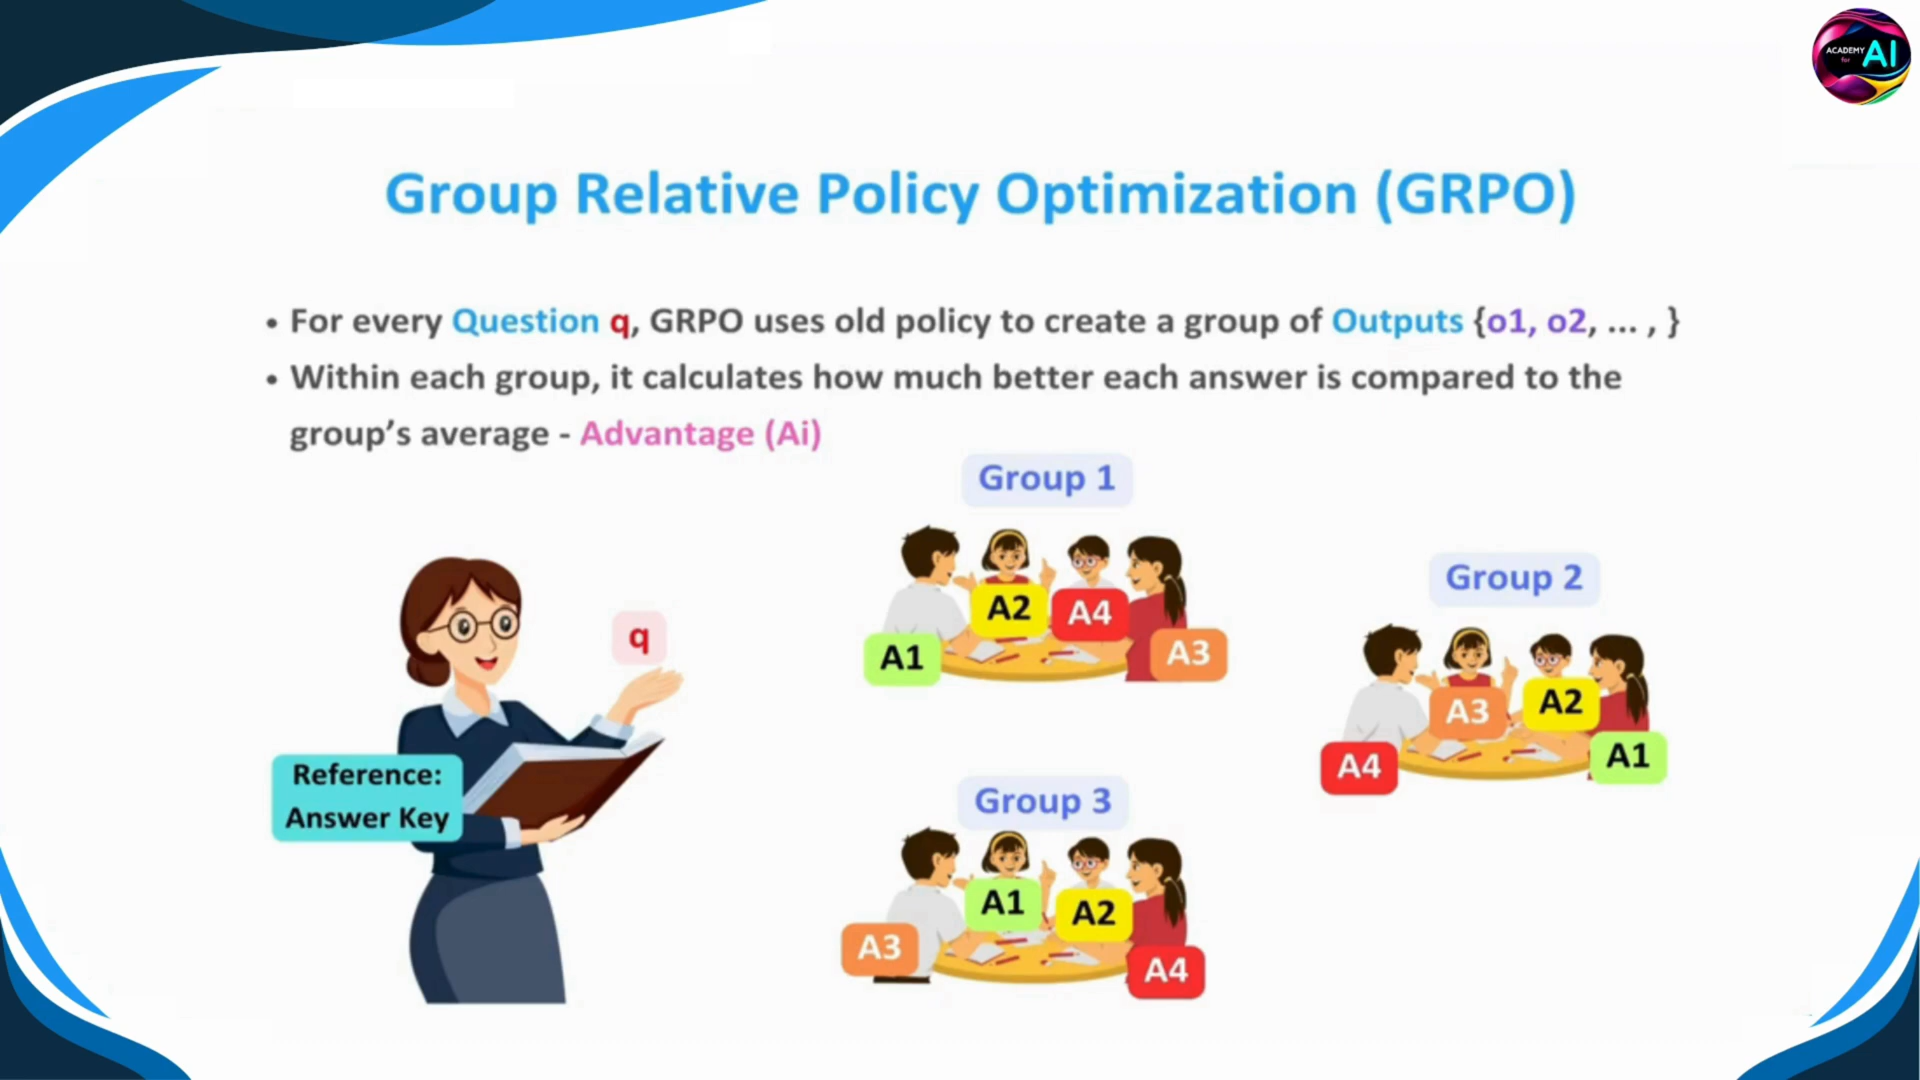 ACADEMY
for
AI
Group Relative Policy Optimization (GRPO)
• For every Question q, GRPO uses old policy to create a group of Outputs {o1, o2, ... , }
• Within each group, it calculates how much better each answer is compared to the
group's average - Advantage (Ai)
Group 1
A2
A4
A1
A3
Group 2
A3
A2
A4
A1
q
Reference:
Answer Key
Group 3
A1
A2
A3
A4